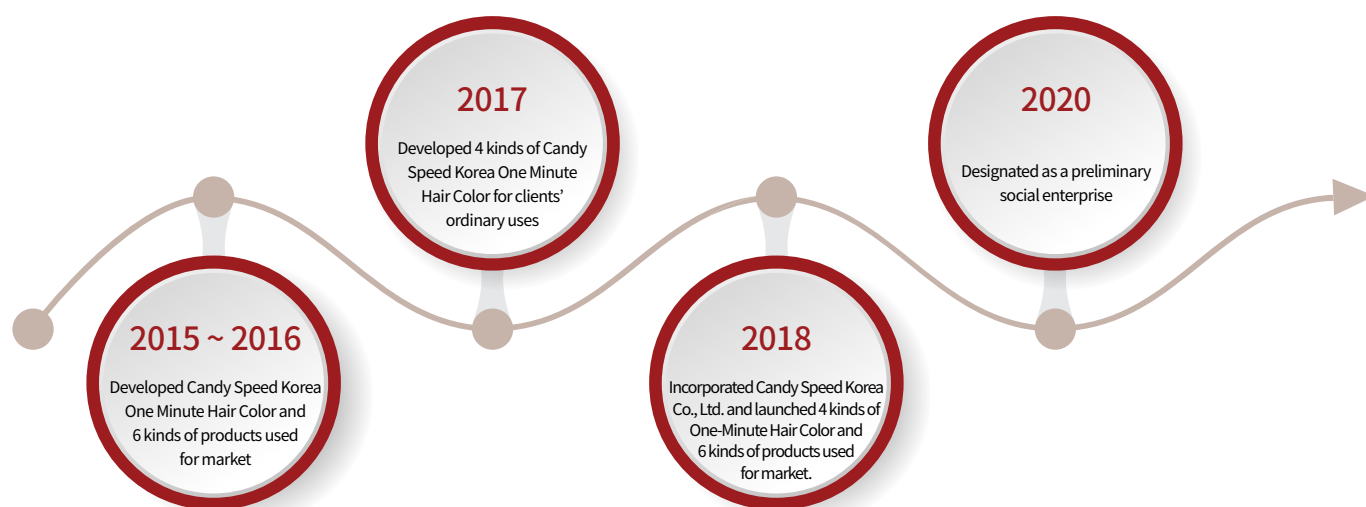 2015 ~ 2016
Developed Candy Speed Korea
One Minute Hair Color and
6 kinds of products used
for market
2017
Developed 4 kinds of Candy
Speed Korea One Minute
Hair Color for clients’
ordinary uses
2018
Incorporated Candy Speed Korea
Co., Ltd. and launched 4 kinds of
One-Minute Hair Color and
6 kinds of products used
for market.
2020
Designated as a preliminary
social enterprise